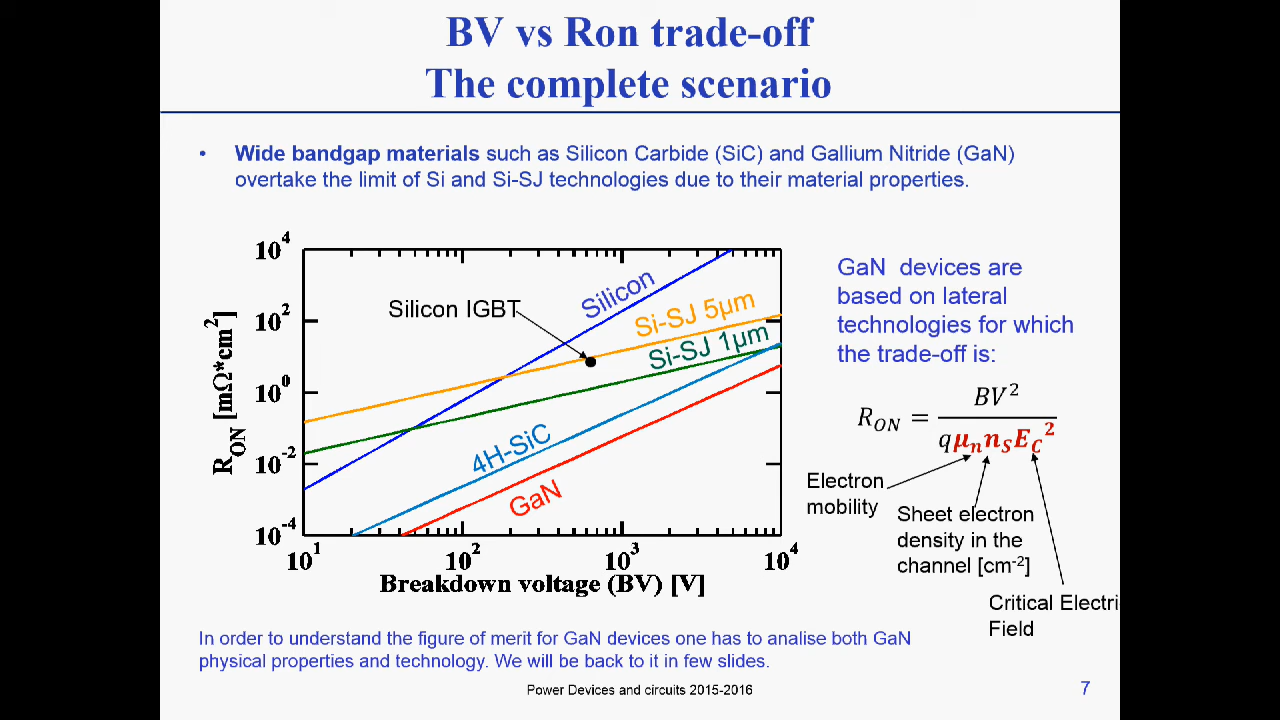 BV vs Ron trade-off
The complete scenario
• Wide bandgap materials such as Silicon Carbide (SiC) and Gallium Nitride (GaN)
overtake the limit of Si and Si-SJ technologies due to their material properties.
10^4
10^2
10^0
10^-2
10^-4
R_ON [mΩ*cm^2]
Silicon
Silicon IGBT
Si-SJ 5μm
Si-SJ 1μm
4H-SiC
GaN
10^1 10^2 10^3 10^4
Breakdown voltage (BV) [V]
GaN devices are
based on lateral
technologies for which
the trade-off is:
R_ON = BV^2 / qμ_n n_S E_C^2
Electron
mobility
Sheet electron
density in the
channel [cm^-2]
Critical Electri
Field
In order to understand the figure of merit for GaN devices one has to analise both GaN
physical properties and technology. We will be back to it in few slides.
Power Devices and circuits 2015-2016
7